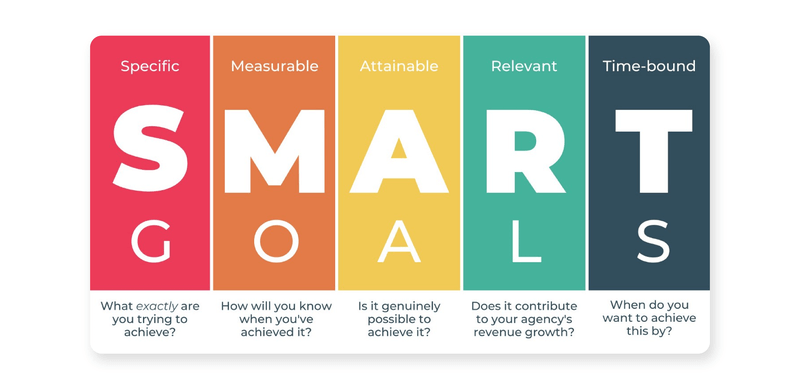 Specific Measurable Attainable Relevant Time-bound
S M A R T
G O A L S
What exactly are
you trying to
achieve?
How will you know
when you've
achieved it?
Is it genuinely
possible to
achieve it?
Does it contribute
to your agency's
revenue growth?
When do you
want to achieve
this by?